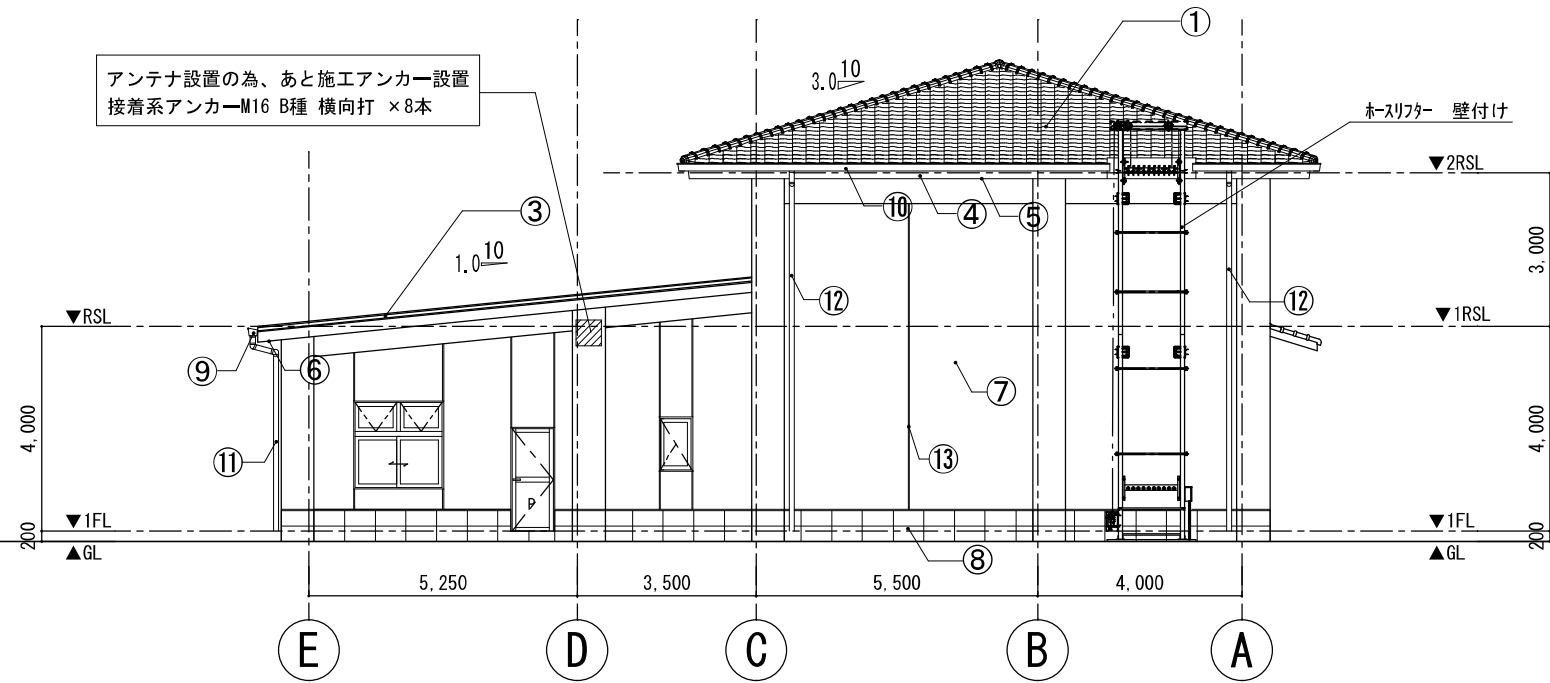 ①
アンテナ設置の為、あと施工アンカー設置
接着系アンカーM16 B種 横向打 ×8本
10
3.0
ホースリフター 壁付け
▼2RSL
③
⑩
④
⑤
10
1.0
3,000
⑫
⑫
▼RSL
▼1RSL
⑨
⑥
⑦
4,000
4,000
⑪
⑬
▼1FL
▼1FL
200
200
▲GL
▲GL
⑧
5,250
3,500
5,500
4,000
E
D
C
B
A